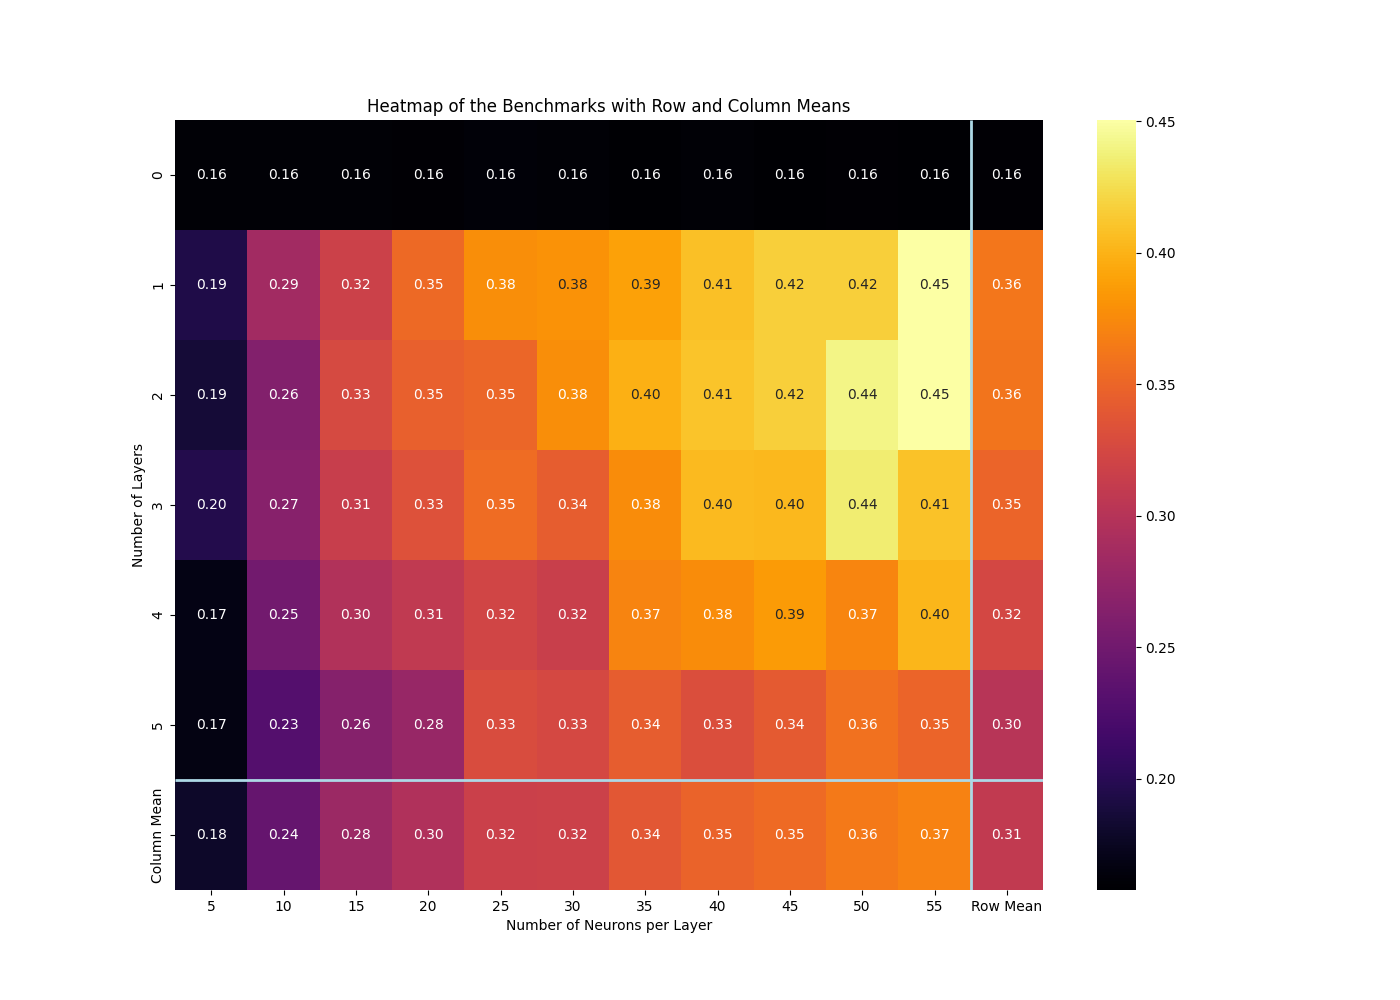 Heatmap of the Benchmarks with Row and Column Means
0 0.16 0.16 0.16 0.16 0.16 0.16 0.16 0.16 0.16 0.16 0.16 0.16
1 0.19 0.29 0.32 0.35 0.38 0.38 0.39 0.41 0.42 0.42 0.45 0.36
2 0.19 0.26 0.33 0.35 0.35 0.38 0.40 0.41 0.42 0.44 0.45 0.36
3 0.20 0.27 0.31 0.33 0.35 0.34 0.38 0.40 0.40 0.44 0.41 0.35
4 0.17 0.25 0.30 0.31 0.32 0.32 0.37 0.38 0.39 0.37 0.40 0.32
5 0.17 0.23 0.26 0.28 0.33 0.33 0.34 0.33 0.34 0.36 0.35 0.30
Column Mean 0.18 0.24 0.28 0.30 0.32 0.32 0.34 0.35 0.35 0.36 0.37 0.31
5 10 15 20 25 30 35 40 45 50 55 Row Mean
Number of Neurons per Layer
Number of Layers
0.45
0.40
0.35
0.30
0.25
0.20